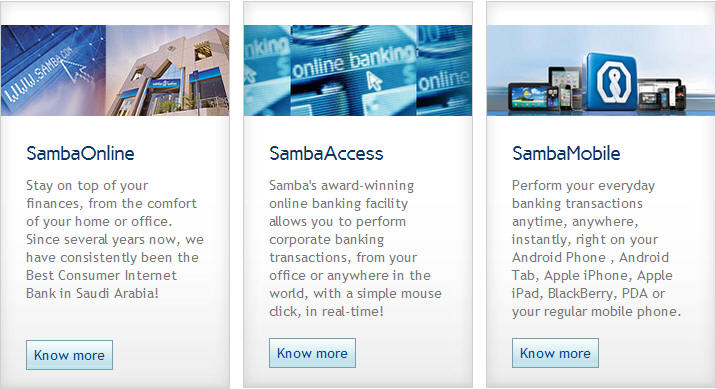 WWW.SAMBA.COM
online banking
online
SambaOnline
Stay on top of your
finances, from the comfort
of your home or office.
Since several years now, we
have consistently been the
Best Consumer Internet
Bank in Saudi Arabia!
Know more
SambaAccess
Samba's award-winning
online banking facility
allows you to perform
corporate banking
transactions, from your
office or anywhere in the
world, with a simple mouse
click, in real-time!
Know more
SambaMobile
Perform your everyday
banking transactions
anytime, anywhere,
instantly, right on your
Android Phone , Android
Tab, Apple iPhone, Apple
iPad, BlackBerry, PDA or
your regular mobile phone.
Know more